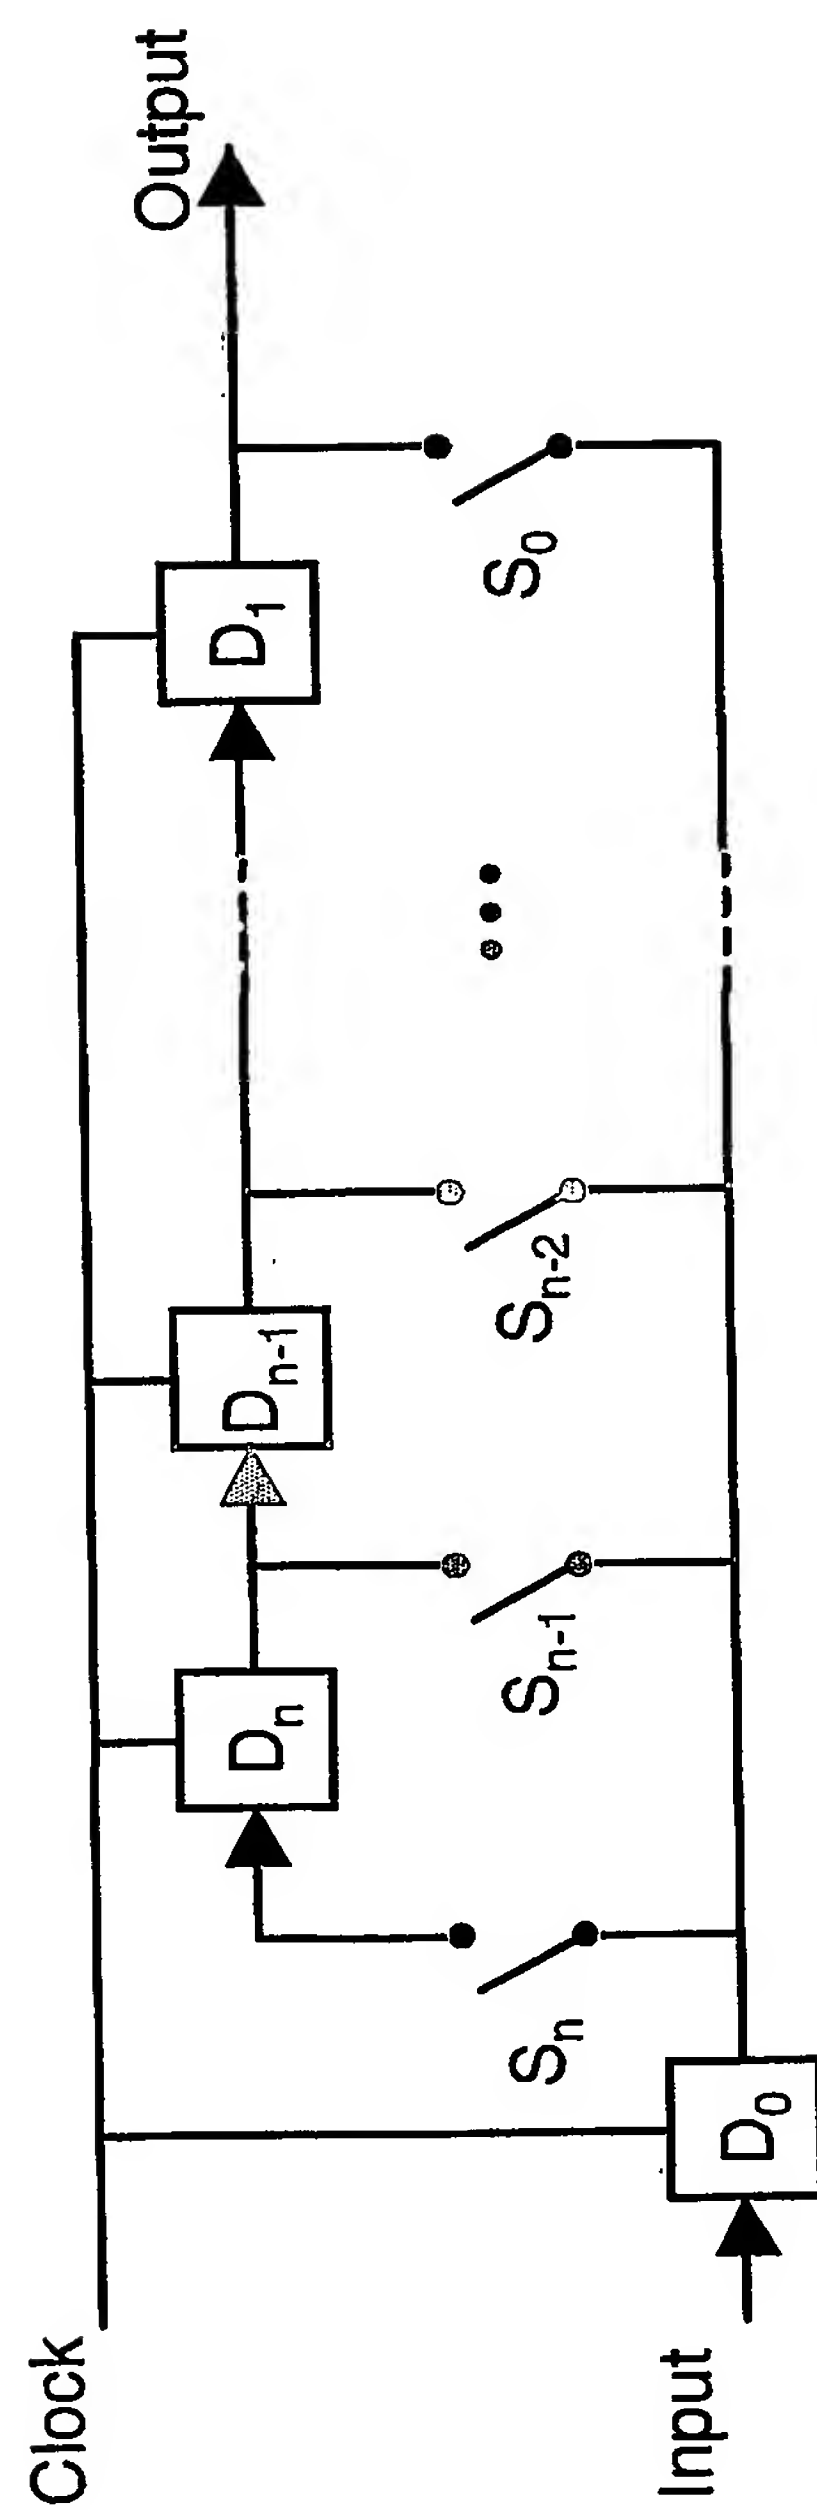 Clock
Output
D₁
Dₙ₋₁
Dₙ
S₀
Sₙ₋₂
Sₙ₋₁
Sₙ
D₀
Input